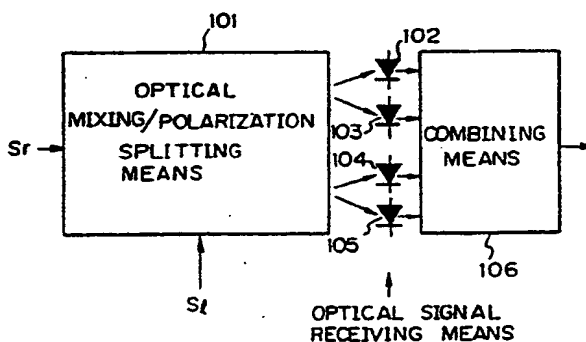 101
OPTICAL
MIXING/POLARIZATION
SPLITTING
MEANS
Sr
Sℓ
102
103
104
105
COMBINING
MEANS
106
OPTICAL SIGNAL
RECEIVING MEANS